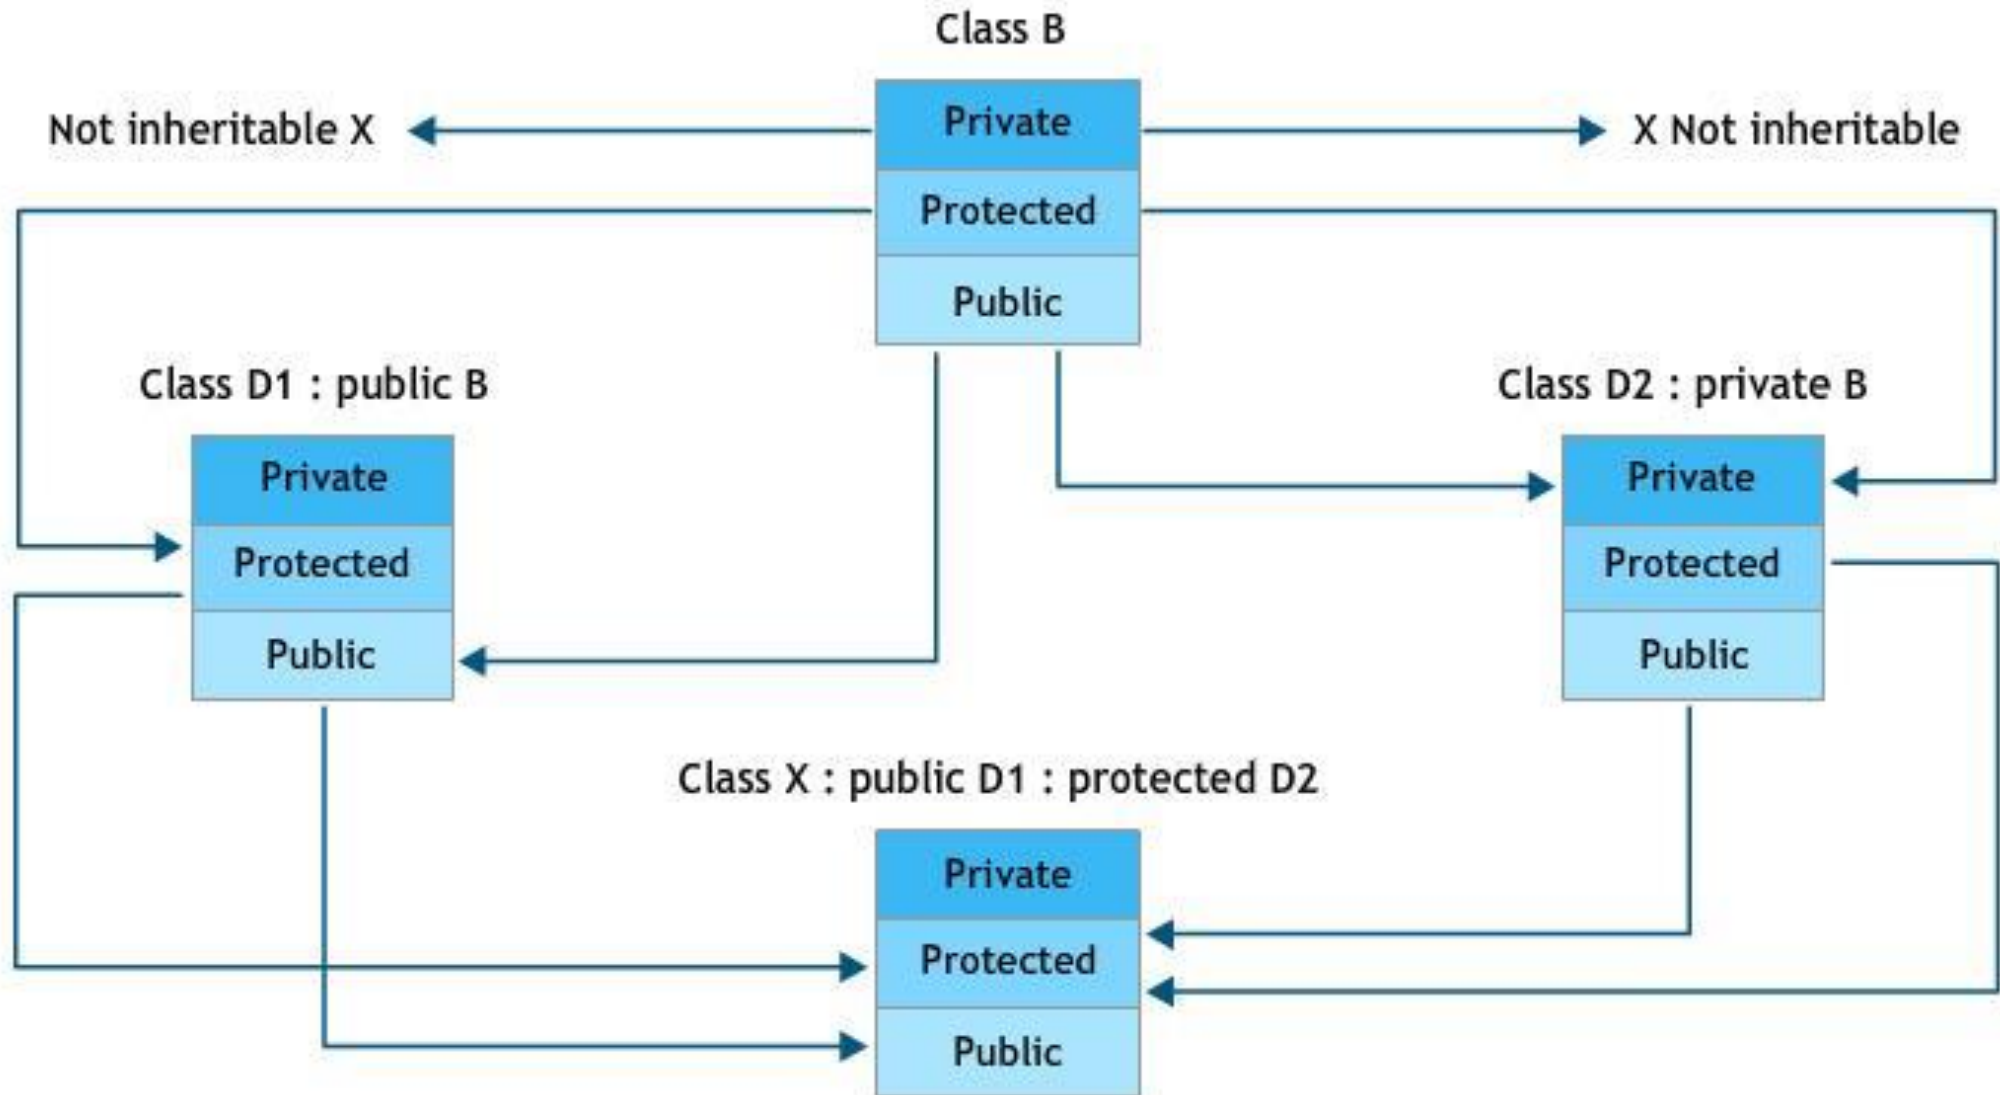 Class B
Not inheritable X
Private
X Not inheritable
Protected
Public
Class D1 : public B
Private
Protected
Public
Class D2 : private B
Private
Protected
Public
Class X : public D1 : protected D2
Private
Protected
Public